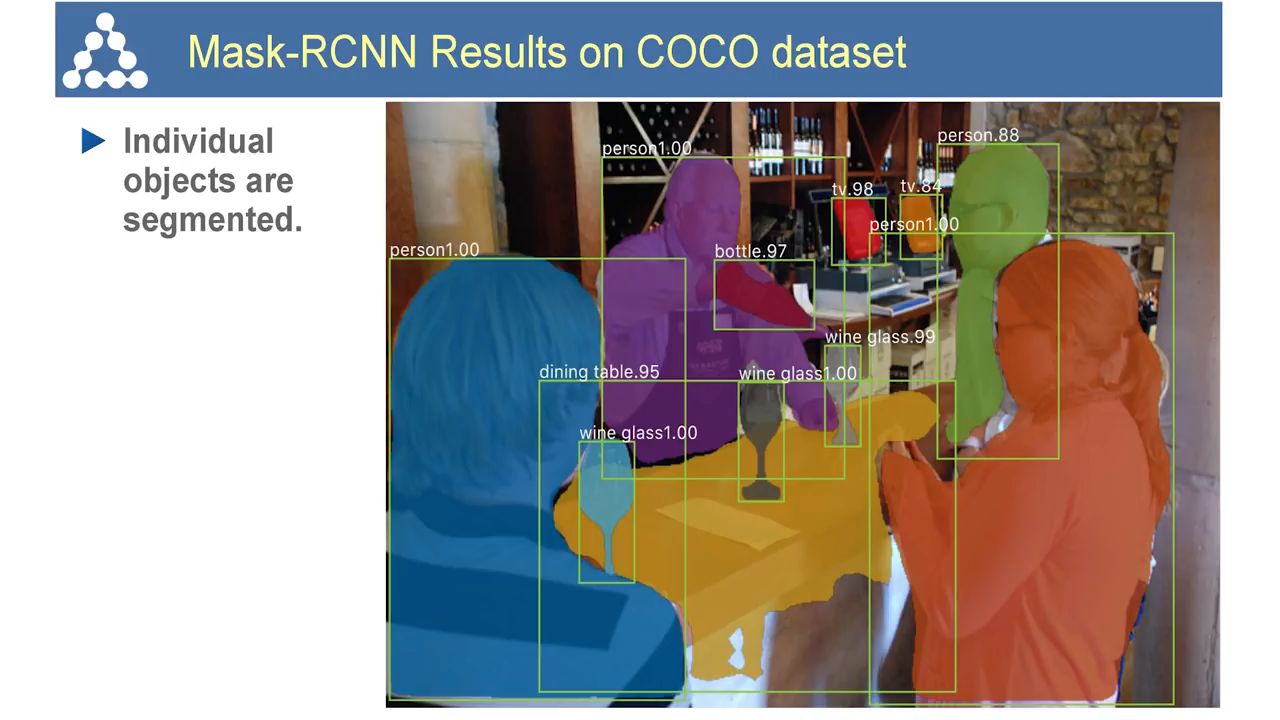 Mask-RCNN Results on COCO dataset
Individual
objects are
segmented.
person1.00
person.88
tv.98
tv.84
person1.00
person1.00
bottle.97
wine glass.99
dining table.95
wine glass1.00
wine glass1.00